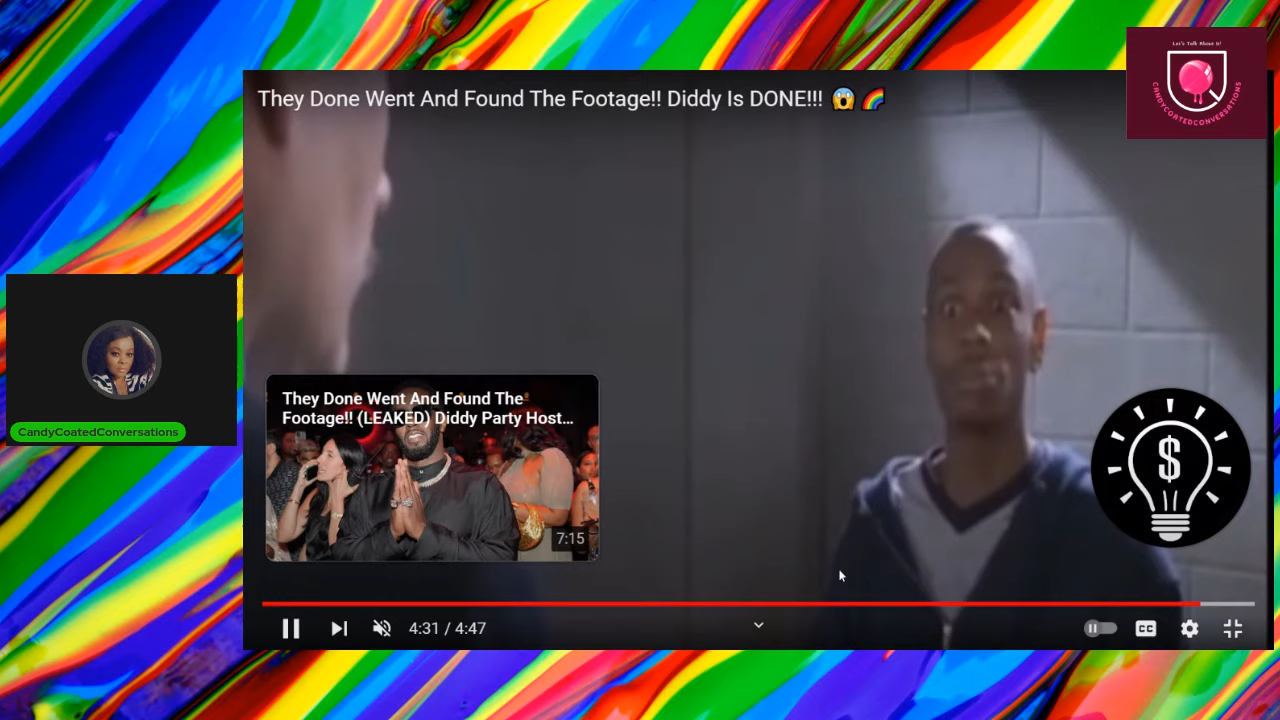 Let's Talk About It!
CANDYCOATEDCONVERSATIONS
They Done Went And Found The Footage!! Diddy Is DONE!!! 😱 🌈
They Done Went And Found The
Footage!! (LEAKED) Diddy Party Host...
7:15
CandyCoatedConversations
$
4:31 / 4:47
CC